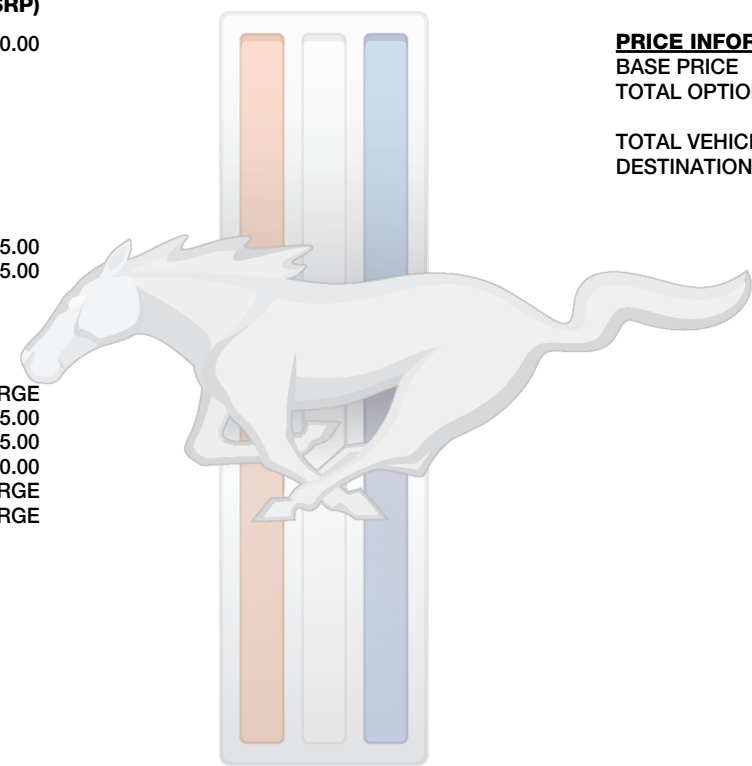 SRP)
0.00
5.00
5.00
RGE
5.00
5.00
0.00
RGE
RGE
PRICE INFOR
BASE PRICE
TOTAL OPTIO
TOTAL VEHICL
DESTINATION